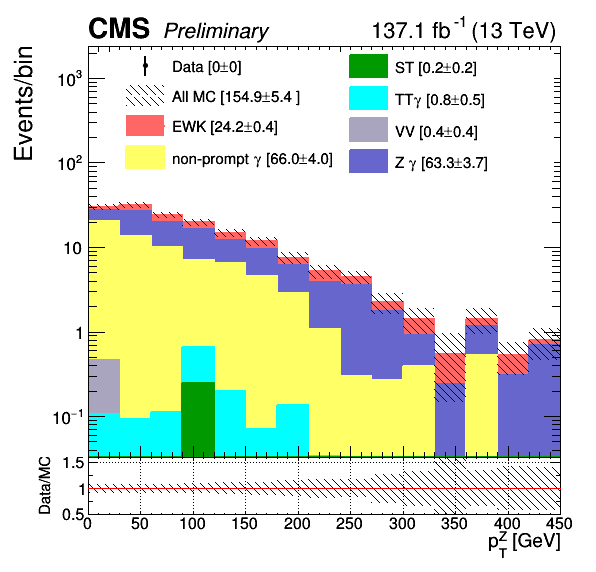 CMS Preliminary 137.1 fb⁻¹ (13 TeV)
Events/bin
10³
10²
10
1
10⁻¹
Data [0±0]
All MC [154.9±5.4 ]
EWK [24.2±0.4]
non-prompt γ [66.0±4.0]
ST [0.2±0.2]
TTγ [0.8±0.5]
VV [0.4±0.4]
Z γ [63.3±3.7]
Data/MC
1.5
1
0.5
0 50 100 150 200 250 300 350 400 450
p_T^Z [GeV]